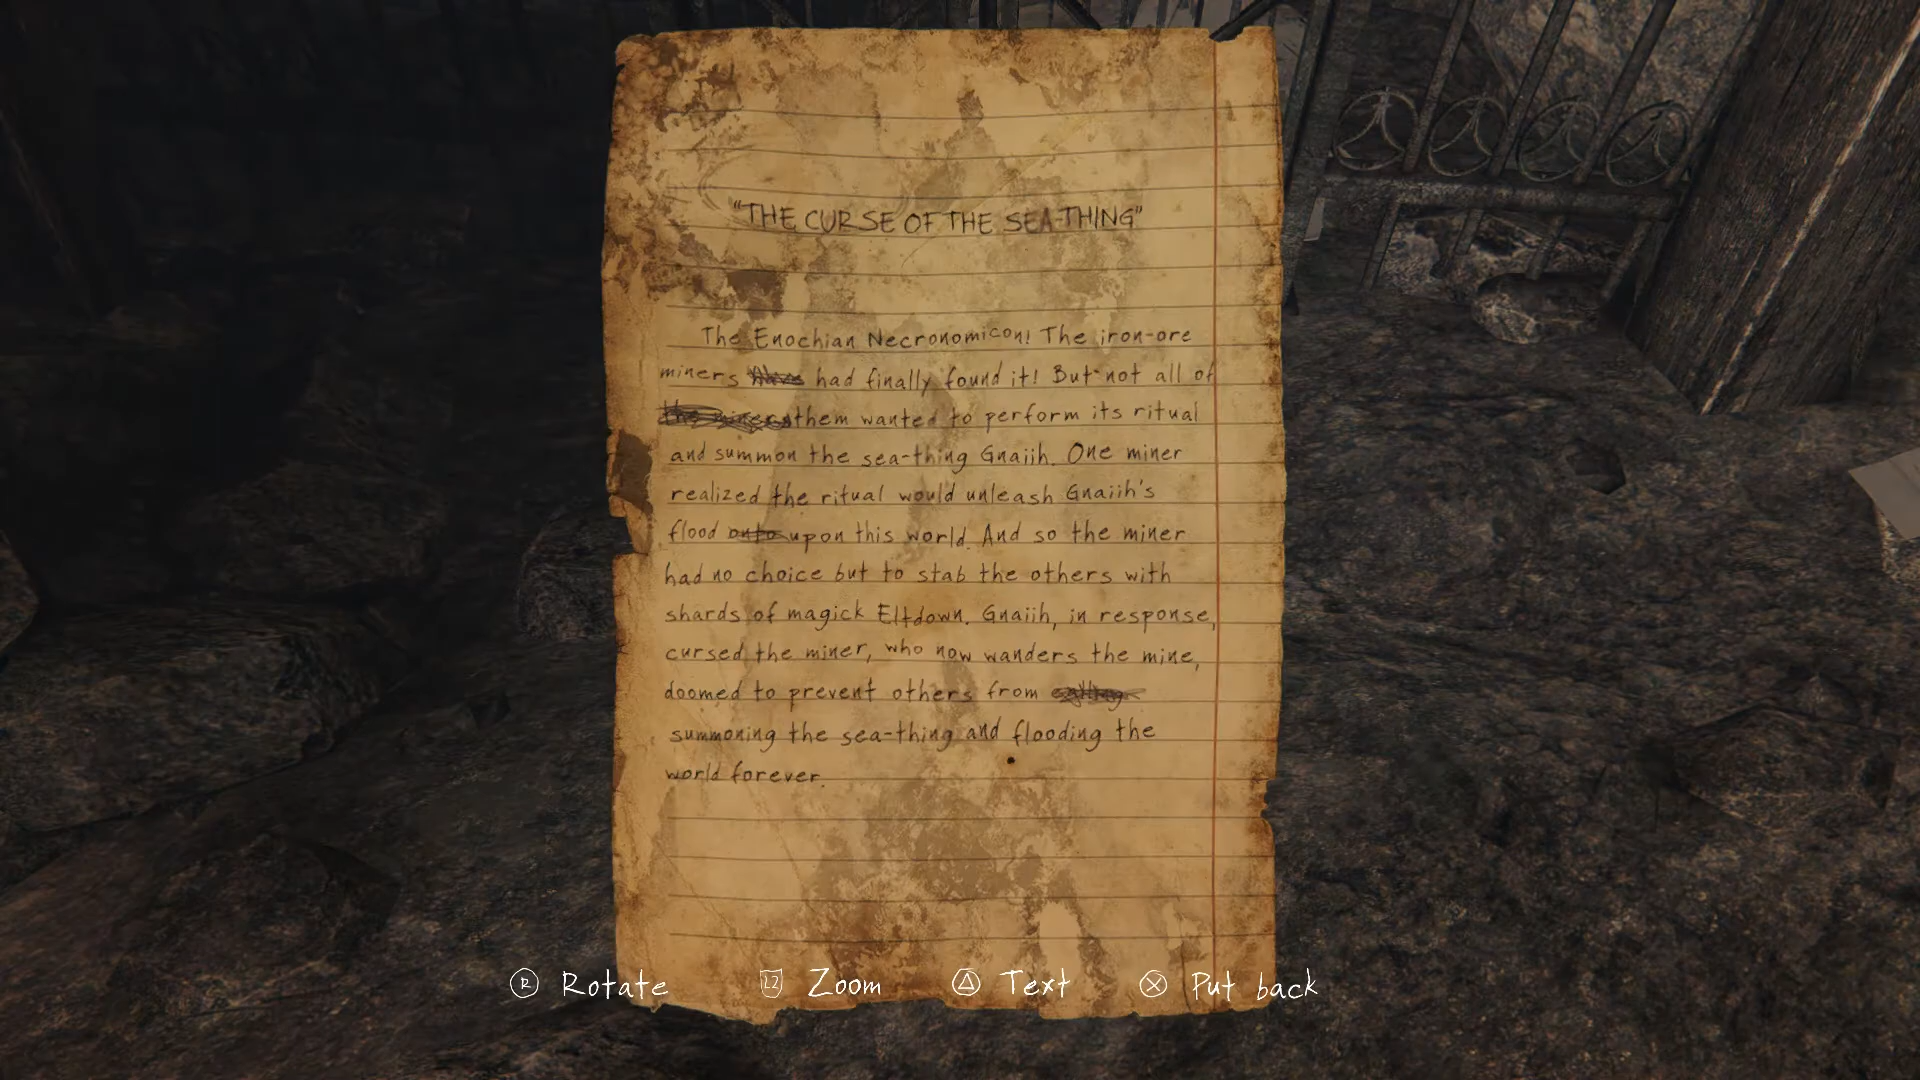 "THE CURSE OF THE SEA-THING"
The Enochian Necronomicon! The iron-ore
miners had finally found it! But not all of
the miners them wanted to perform its ritual
and summon the sea-thing Gnaiih. One miner
realized the ritual would unleash Gnaiih's
flood onto upon this world. And so the miner
had no choice but to stab the others with
shards of magick Eltdown. Gnaiih, in response,
cursed the miner, who now wanders the mine,
doomed to prevent others from
summoning the sea-thing and flooding the
world forever.
R Rotate L2 Zoom Text Put back